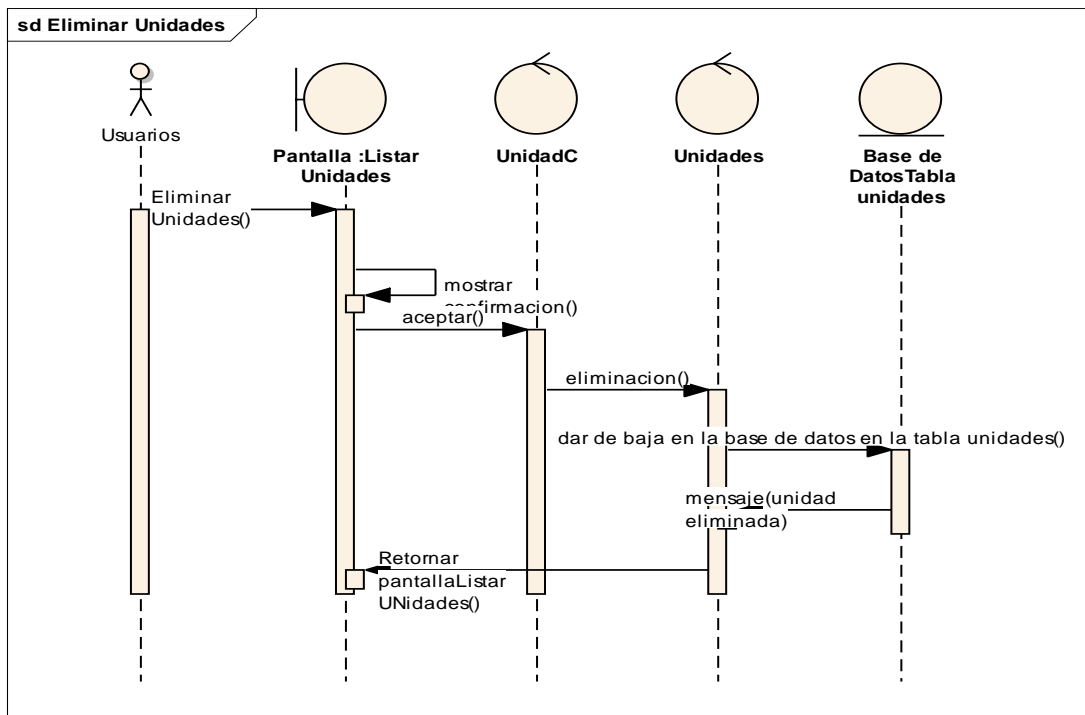 sd Eliminar Unidades
Usuarios
Pantalla :Listar
Unidades
UnidadC
Unidades
Base de
DatosTabla
unidades
Eliminar
Unidades()
mostrar
confirmacion()
aceptar()
eliminacion()
dar de baja en la base de datos en la tabla unidades()
mensaje(unidad
eliminada)
Retornar
pantallaListar
UNidades()